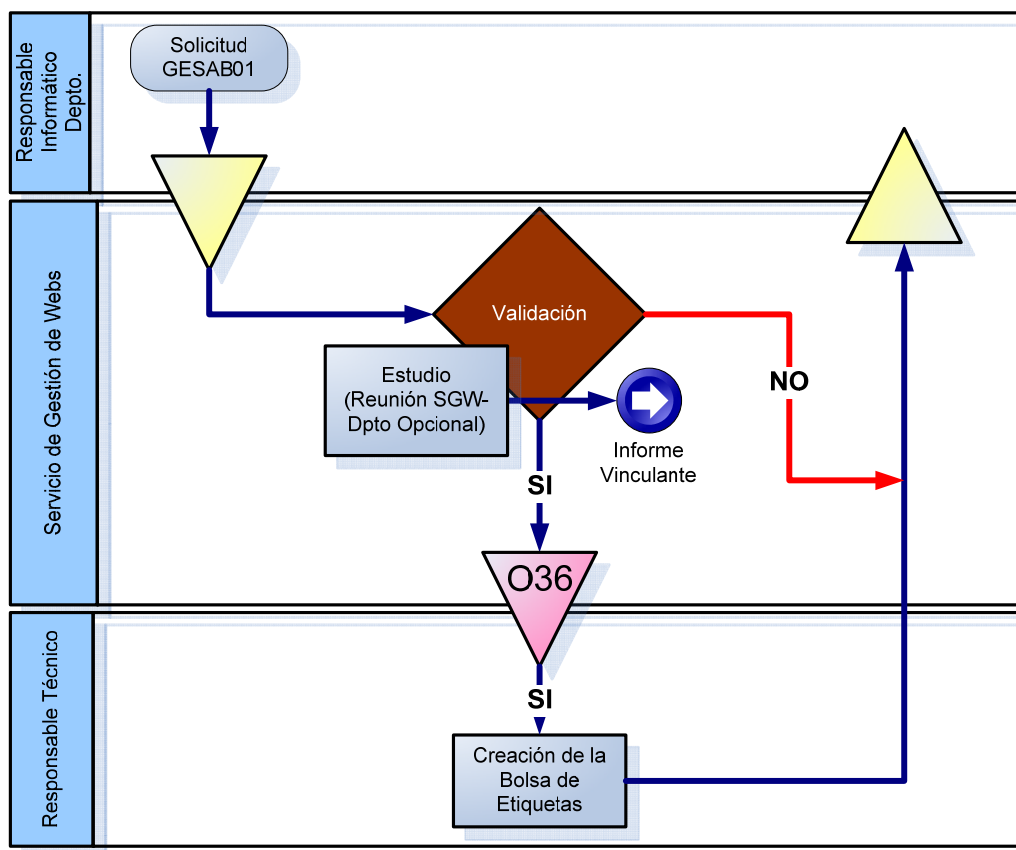 Responsable
Informático
Depto.
Solicitud
GESAB01
Servicio de Gestión de Webs
Validación
Estudio
(Reunión SGW-
Dpto Opcional)
NO
Informe
Vinculante
SI
O36
Responsable Técnico
SI
Creación de la
Bolsa de
Etiquetas